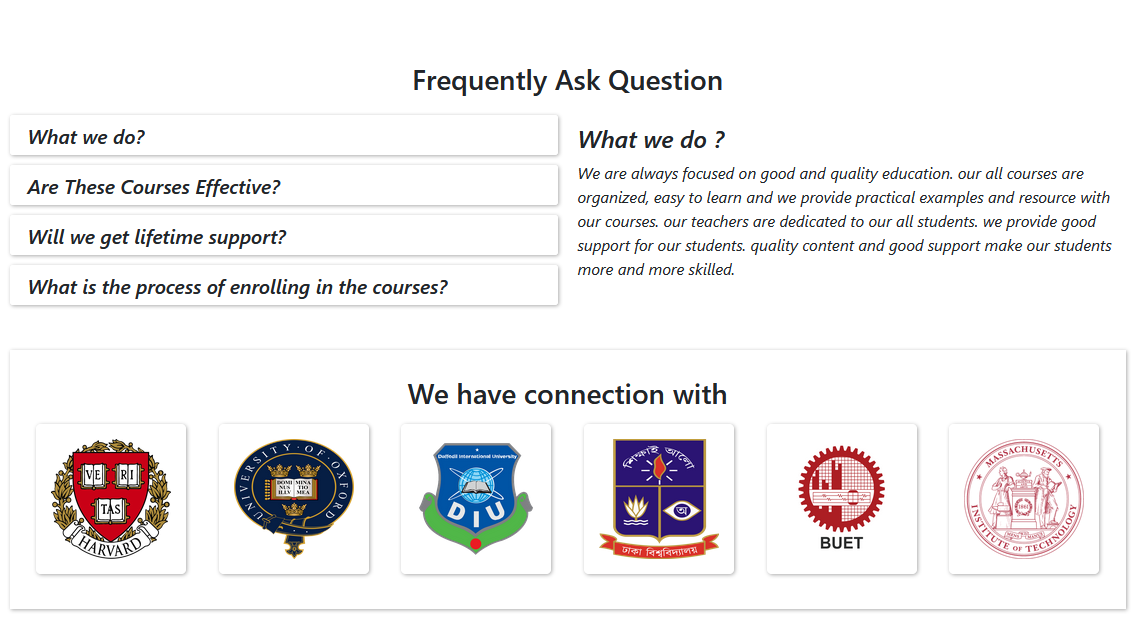 Frequently Ask Question
What we do?
Are These Courses Effective?
Will we get lifetime support?
What is the process of enrolling in the courses?
What we do ?
We are always focused on good and quality education. our all courses are
organized, easy to learn and we provide practical examples and resource with
our courses. our teachers are dedicated to our all students. we provide good
support for our students. quality content and good support make our students
more and more skilled.
We have connection with
VE RI
TAS
HARVARD
UNIVERSITY·OF·OXFORD
DOMI MINA
NUS TIO
ILLV MEA
Daffodil International University
DIU
শিক্ষাই আলো
অ
ঢাকা বিশ্ববিদ্যালয়
BUET
MASSACHUSETTS
INSTITUTE OF TECHNOLOGY